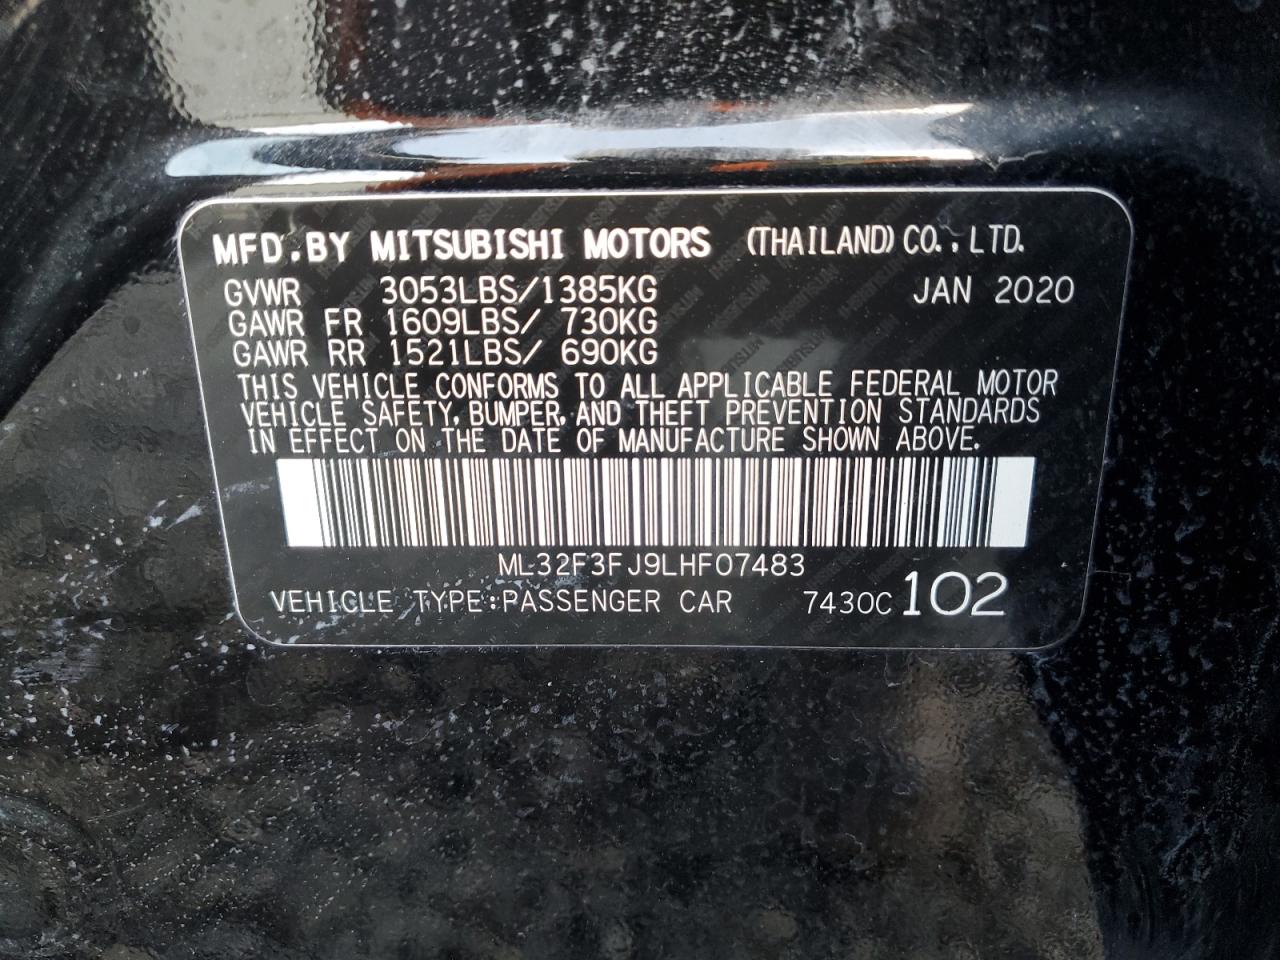 MFD.BY MITSUBISHI MOTORS (THAILAND) CO.,LTD.
GVWR 3053LBS/1385KG JAN 2020
GAWR FR 1609LBS/ 730KG
GAWR RR 1521LBS/ 690KG
THIS VEHICLE CONFORMS TO ALL APPLICABLE FEDERAL MOTOR
VEHICLE SAFETY, BUMPER, AND THEFT PREVENTION STANDARDS
IN EFFECT ON THE DATE OF MANUFACTURE SHOWN ABOVE.
ML32F3FJ9LHF07483
VEHICLE TYPE:PASSENGER CAR 7430C 102